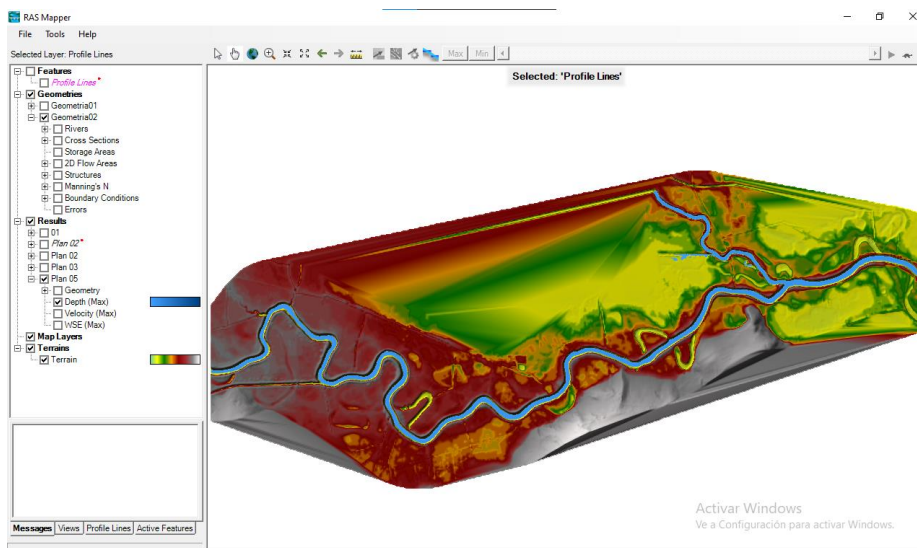 RAS Mapper
File Tools Help
Selected Layer: Profile Lines
Max Min
Features
Profile Lines
Geometries
Geometria01
Geometria02
Rivers
Cross Sections
Storage Areas
2D Flow Areas
Structures
Manning's N
Boundary Conditions
Errors
Results
01
Plan 02
Plan 02
Plan 03
Plan 05
Geometry
Depth (Max)
Velocity (Max)
WSE (Max)
Map Layers
Terrains
Terrain
Selected: 'Profile Lines'
Messages Views Profile Lines Active Features
Activar Windows
Ve a Configuración para activar Windows.